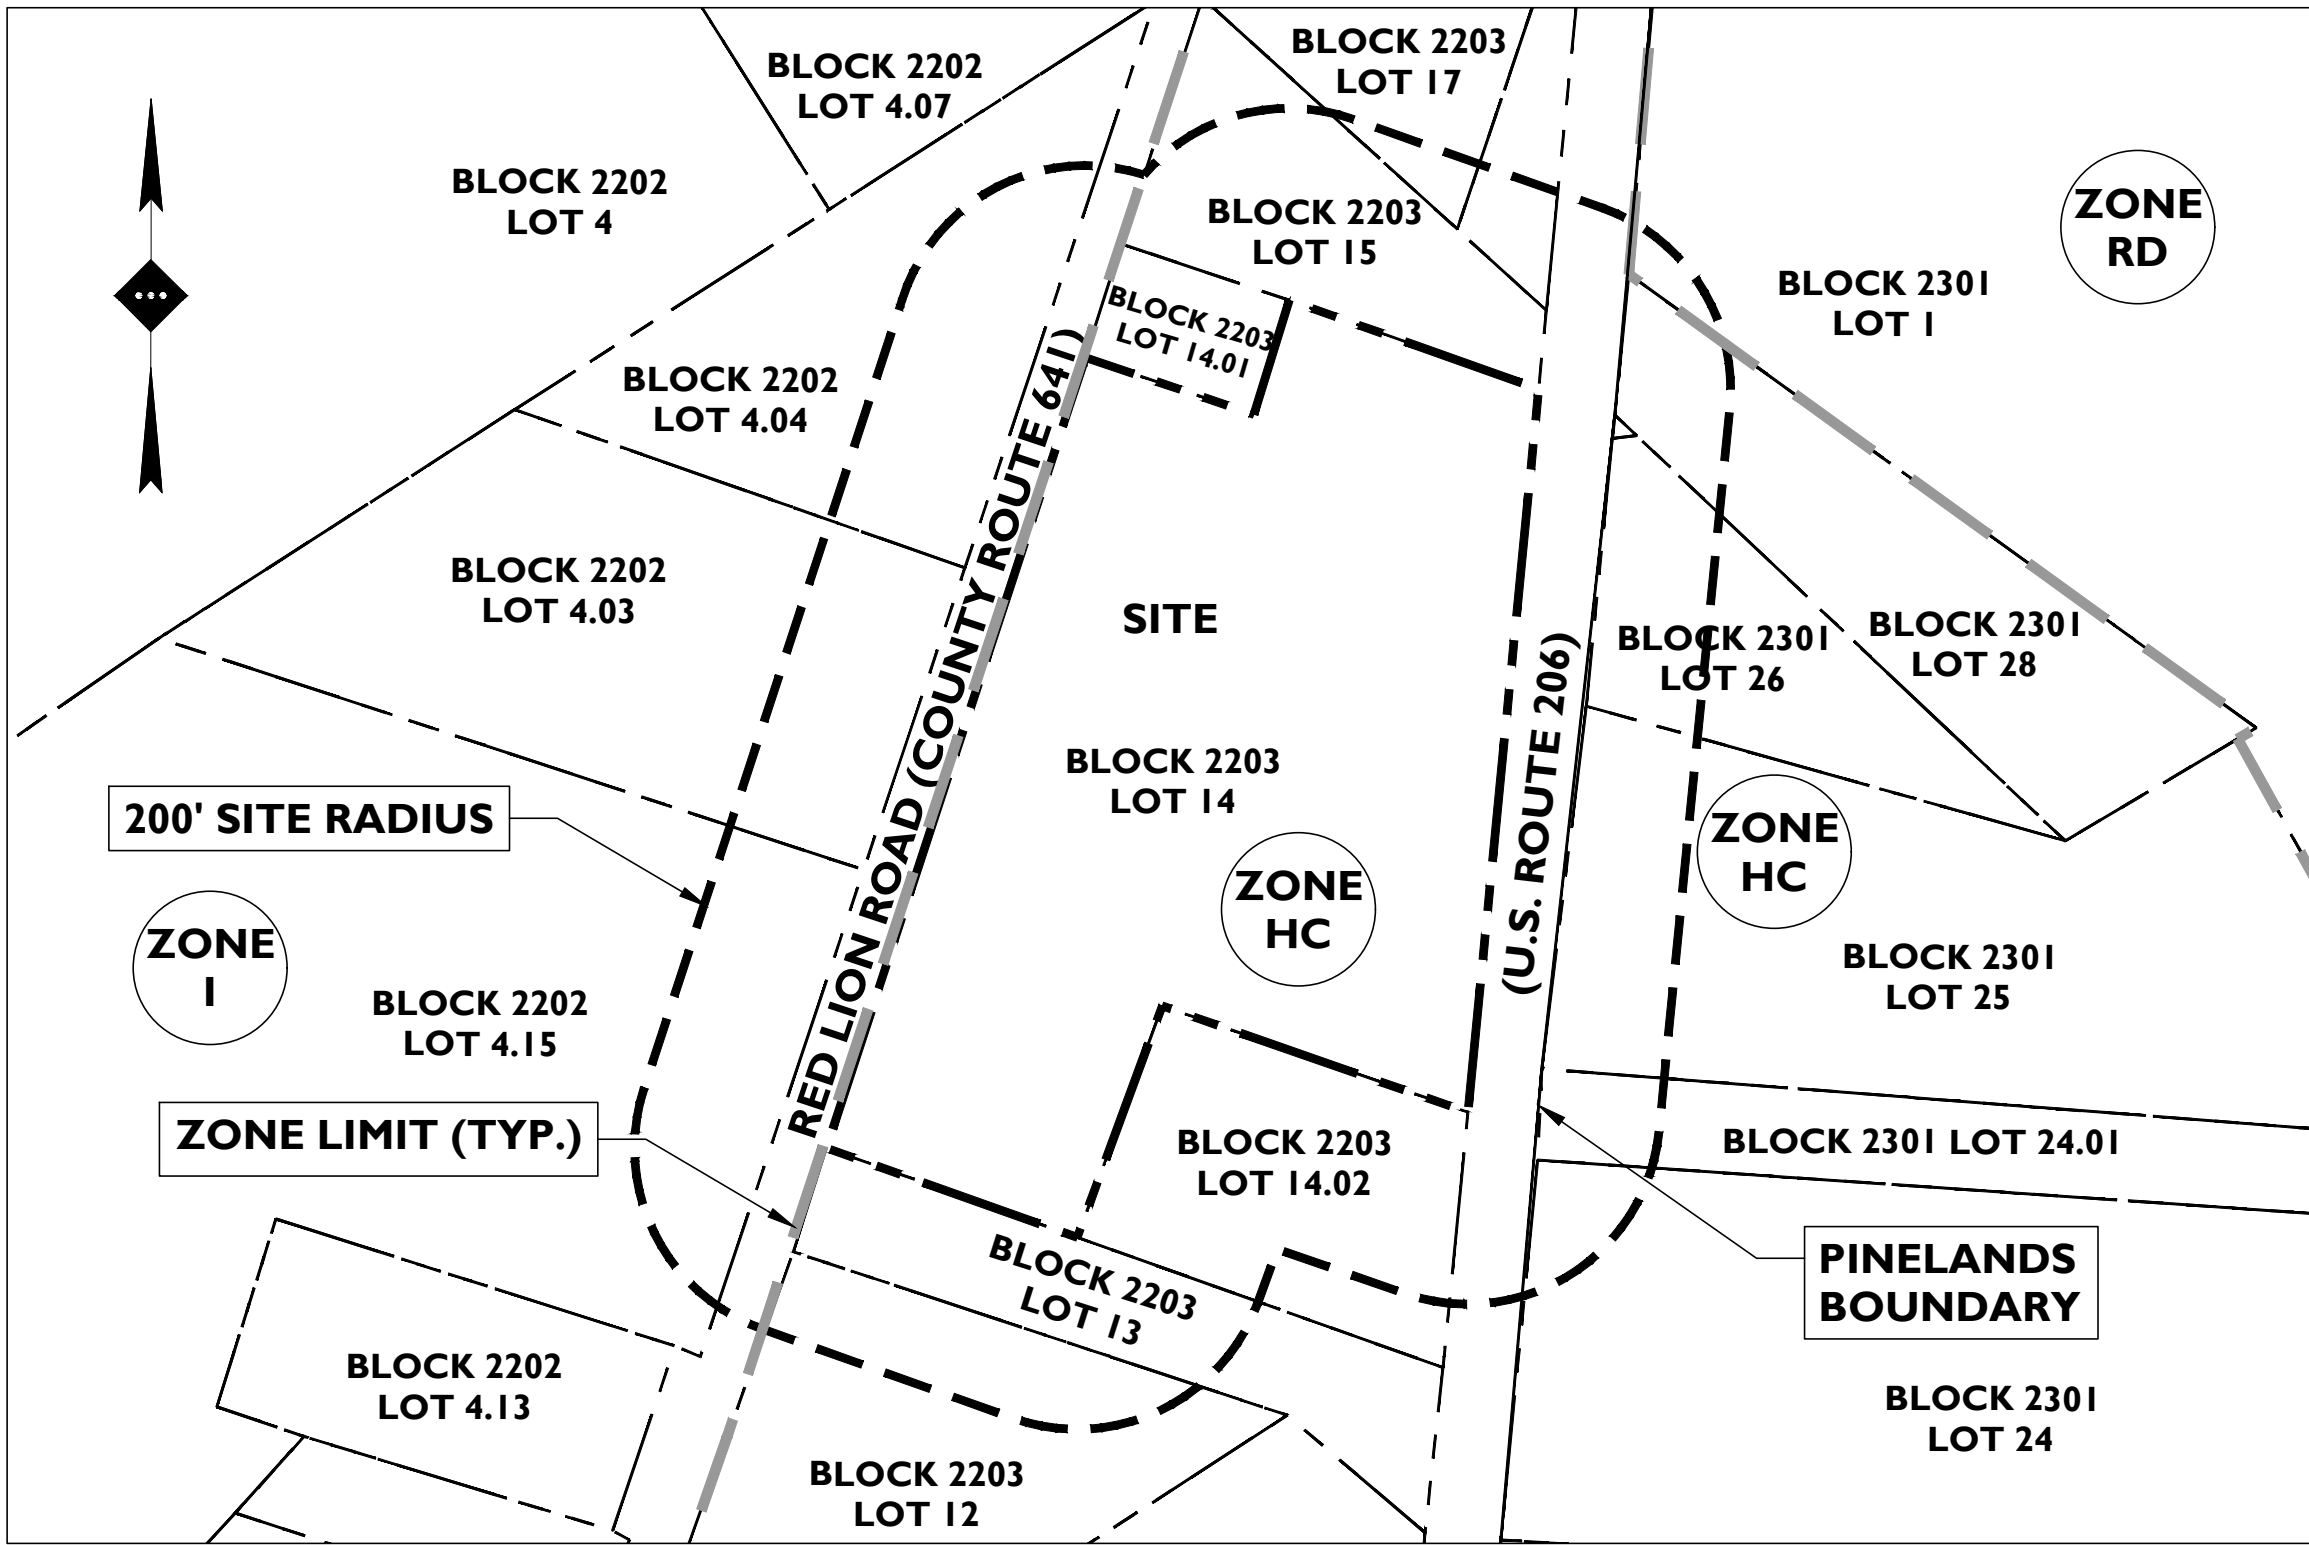 BLOCK 2203
LOT 17
BLOCK 2202
LOT 4.07
BLOCK 2202
LOT 4
BLOCK 2203
LOT 15
ZONE
RD
BLOCK 2301
LOT 1
BLOCK 2203
LOT 14.01
BLOCK 2202
LOT 4.04
RED LION ROAD (COUNTY ROUTE 641)
BLOCK 2202
LOT 4.03
SITE
(U.S. ROUTE 206)
BLOCK 2301
LOT 26
BLOCK 2301
LOT 28
BLOCK 2203
LOT 14
200' SITE RADIUS
ZONE
HC
ZONE
HC
ZONE
I
BLOCK 2301
LOT 25
BLOCK 2202
LOT 4.15
ZONE LIMIT (TYP.)
BLOCK 2203
LOT 14.02
BLOCK 2301 LOT 24.01
BLOCK 2203
LOT 13
PINELANDS
BOUNDARY
BLOCK 2202
LOT 4.13
BLOCK 2301
LOT 24
BLOCK 2203
LOT 12